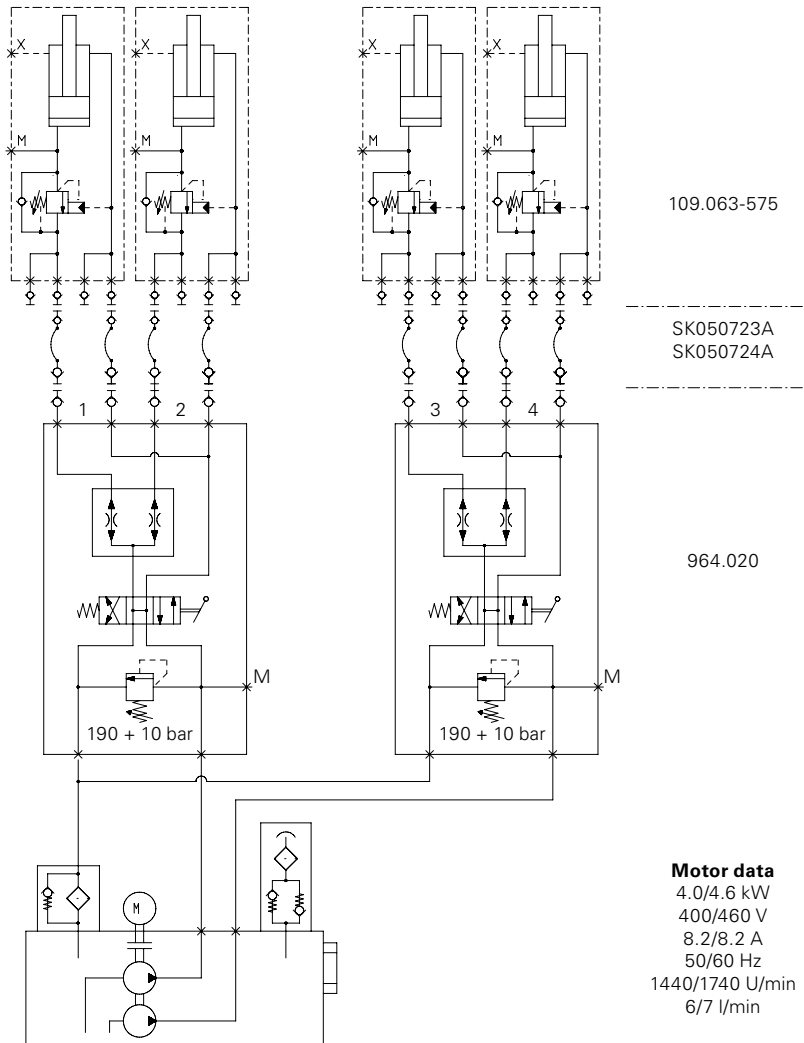 X
X
X
X
M
M
M
M
109.063-575
SK050723A
SK050724A
1
2
3
4
964.020
M
M
190 + 10 bar
190 + 10 bar
M
Motor data
4.0/4.6 kW
400/460 V
8.2/8.2 A
50/60 Hz
1440/1740 U/min
6/7 l/min